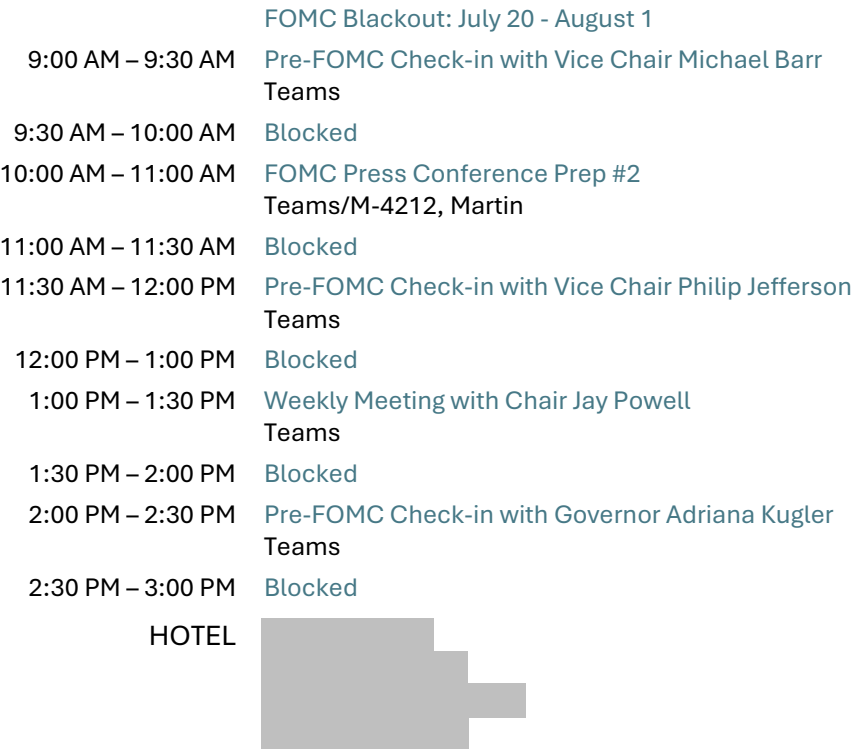 FOMC Blackout: July 20 - August 1
9:00 AM – 9:30 AM Pre-FOMC Check-in with Vice Chair Michael Barr
Teams
9:30 AM – 10:00 AM Blocked
10:00 AM – 11:00 AM FOMC Press Conference Prep #2
Teams/M-4212, Martin
11:00 AM – 11:30 AM Blocked
11:30 AM – 12:00 PM Pre-FOMC Check-in with Vice Chair Philip Jefferson
Teams
12:00 PM – 1:00 PM Blocked
1:00 PM – 1:30 PM Weekly Meeting with Chair Jay Powell
Teams
1:30 PM – 2:00 PM Blocked
2:00 PM – 2:30 PM Pre-FOMC Check-in with Governor Adriana Kugler
Teams
2:30 PM – 3:00 PM Blocked
HOTEL